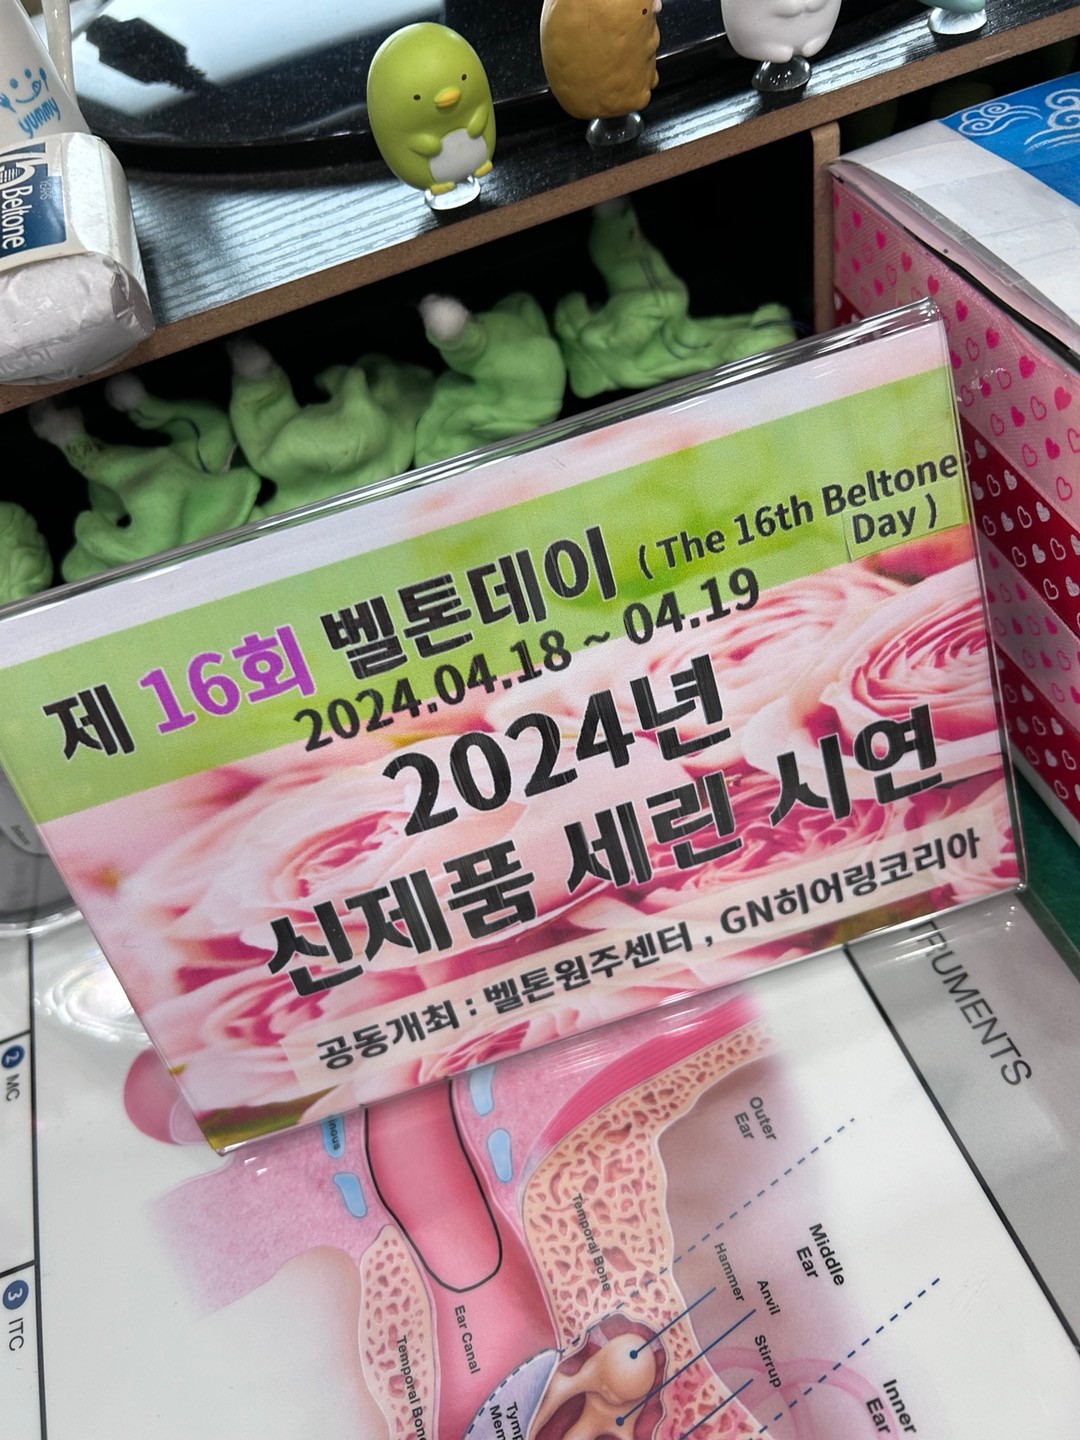 yummy
Beltone
제 16회 벨톤데이 ( The 16th Beltone
Day )
2024.04.18 ~ 04.19
2024년
신제품 세린 시연
공동개최 : 벨톤원주센터 , GN히어링코리아
TRUMENTS
2 MC
3 ITC
Outer
Ear
Middle
Ear
Inner
Ear
Temporal Bone
Hammer
Anvil
Stirrup
Ear Canal
Temporal Bone